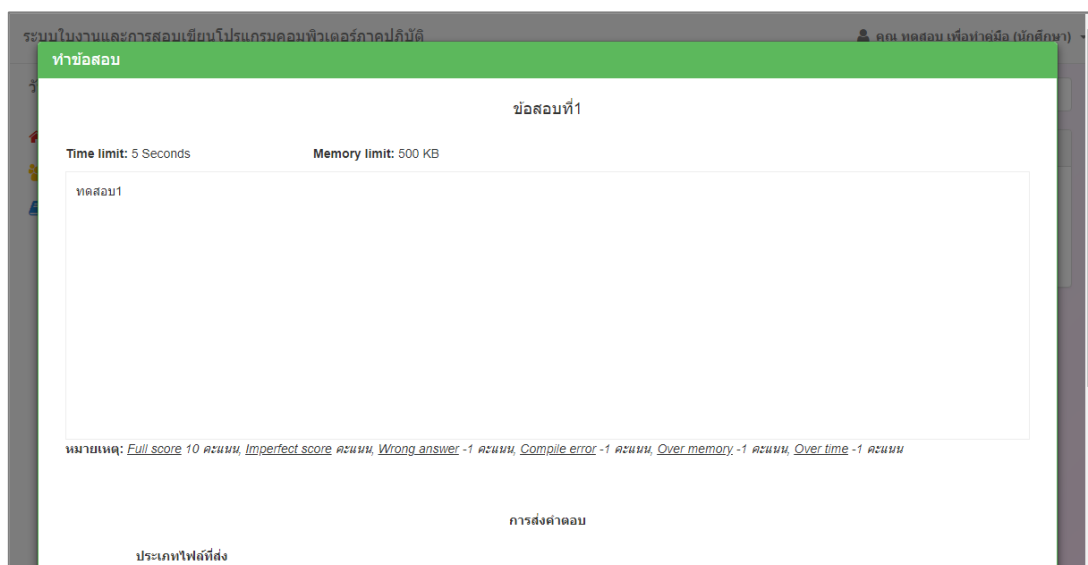 ระบบใบงานและการสอบเขียนโปรแกรมคอมพิวเตอร์ภาคปฏิบัติ
คุณ ทดสอบ เพื่อทำคู่มือ (นักศึกษา)
ทำข้อสอบ
ข้อสอบที่1
Time limit: 5 Seconds Memory limit: 500 KB
ทดสอบ1
หมายเหตุ: Full score 10 คะแนน, Imperfect score คะแนน, Wrong answer -1 คะแนน, Compile error -1 คะแนน, Over memory -1 คะแนน, Over time -1 คะแนน
การส่งคำตอบ
ประเภทไฟล์ที่ส่ง